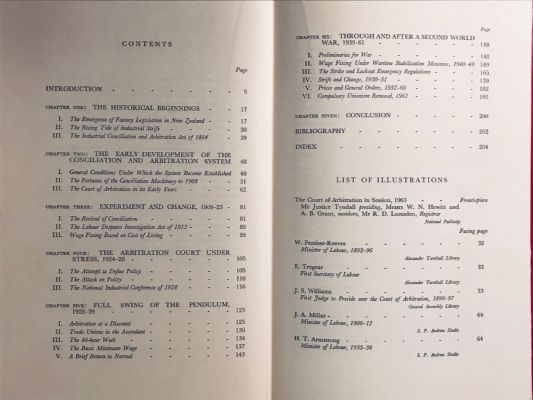 CONTENTS
Page
INTRODUCTION - - - - - - - 9
CHAPTER ONE: THE HISTORICAL BEGINNINGS - - 17
I. The Emergence of Factory Legislation in New Zealand - - 17
II. The Rising Tide of Industrial Strife - - - - 30
III. The Industrial Conciliation and Arbitration Act of 1894 - 39
CHAPTER TWO: THE EARLY DEVELOPMENT OF THE
CONCILIATION AND ARBITRATION SYSTEM 48
I. General Conditions Under Which the System Became Established 48
II. The Fortunes of the Conciliation Machinery to 1908 - - 51
III. The Court of Arbitration in its Early Years - - 62
CHAPTER THREE: EXPERIMENT AND CHANGE, 1908–23 - 81
I. The Revival of Conciliation - - - - 81
II. The Labour Disputes Investigation Act of 1913 - - 89
III. Wage Fixing Based on Cost of Living - - - 95
CHAPTER FOUR: THE ARBITRATION COURT UNDER
STRESS, 1924–28 - - - - - - 105
I. The Attempt to Define Policy - - - - 105
II. The Attack on Policy - - - - - 110
III. The National Industrial Conference of 1928 - - 116
CHAPTER FIVE: FULL SWING OF THE PENDULUM,
1928–39 - - - - - - - 125
I. Arbitration at a Discount - - - - - 125
II. Trade Unions in the Ascendant - - - - 130
III. The 40-hour Week - - - - - - 134
IV. The Basic Minimum Wage - - - - - 137
V. A Brief Return to Normal - - - - - 143
Page
CHAPTER SIX: THROUGH AND AFTER A SECOND WORLD
WAR, 1939–61 - - - - - - 148
I. Preliminaries for War - - - - - 148
II. Wage Fixing Under Wartime Stabilisation Measures, 1940–49 149
III. The Strike and Lockout Emergency Regulations - - 165
IV. Strife and Change, 1950–51 - - - - 170
V. Prices and General Orders, 1952–60 - - - 182
VI. Compulsory Unionism Removed, 1961 - - - 195
CHAPTER SEVEN: CONCLUSION - - - - - 200
BIBLIOGRAPHY - - - - - - - 202
INDEX - - - - - - - - 204
LIST OF ILLUSTRATIONS
The Court of Arbitration in Session, 1963 - - Frontispiece
Mr Justice Tyndall presiding, Messrs W. N. Hewitt and
A. B. Grant, members, Mr R. D. Lumsden, Registrar
National Publicity
Facing page
W. Pember-Reeves - - - - - - 32
Minister of Labour, 1892–96
Alexander Turnbull Library
E. Tregear - - - - - - - 33
First Secretary of Labour
Alexander Turnbull Library
J. S. Williams - - - - - - - 33
First Judge to Preside over the Court of Arbitration, 1896–97
General Assembly Library
J. A. Millar - - - - - - - 64
Minister of Labour, 1906–12
S. P. Andrew Studio
H. T. Armstrong - - - - - - 64
Minister of Labour, 1935–38
S. P. Andrew Studio